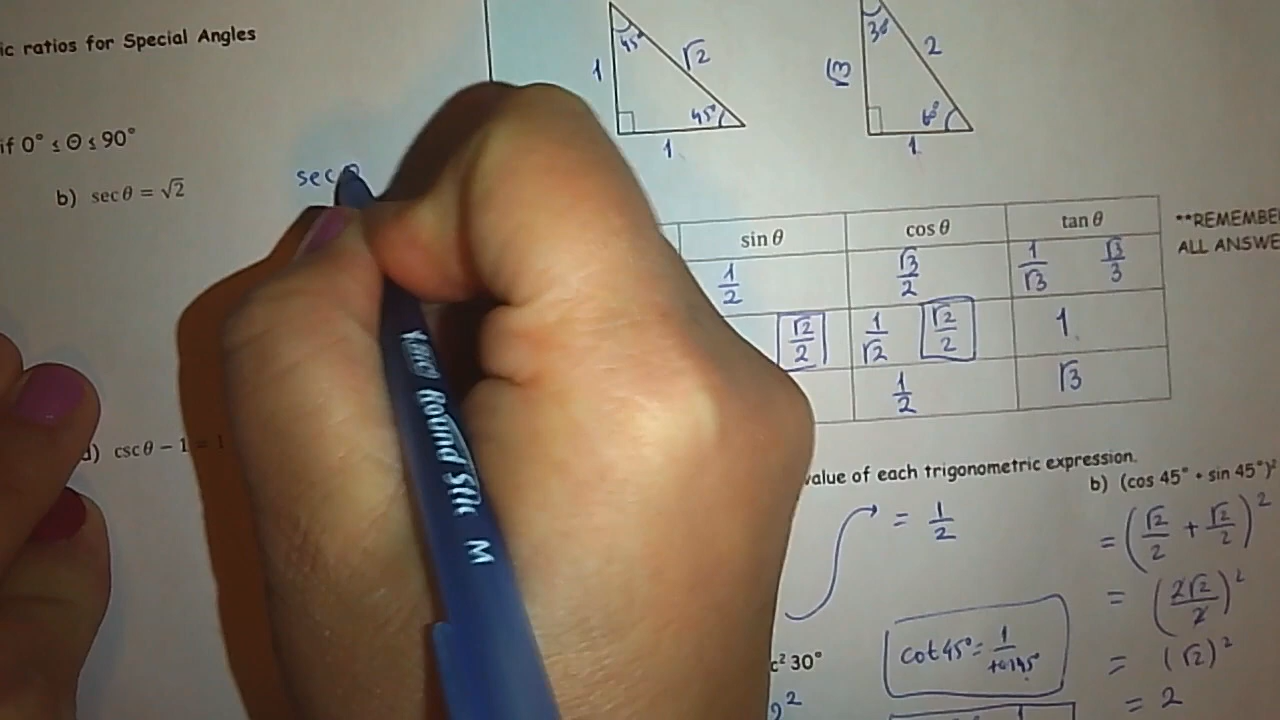 ic ratios for Special Angles
if 0° ≤ Θ ≤ 90°
b) sec θ = √2
sec θ
d) csc θ − 1 = 1
45°
√2
1
45°
1
30°
2
√3
60°
1
sin θ cos θ tan θ
1/2 √3/2 1/√3 √3/3
√2/2 1/√2 √2/2 1
1/2 √3
**REMEMBE
ALL ANSWE
value of each trigonometric expression.
= 1/2
c² 30°
2
cot 45° = 1/tan 45°
b) (cos 45° + sin 45°)²
= (√2/2 + √2/2)²
= (2√2/2)²
= (√2)²
= 2